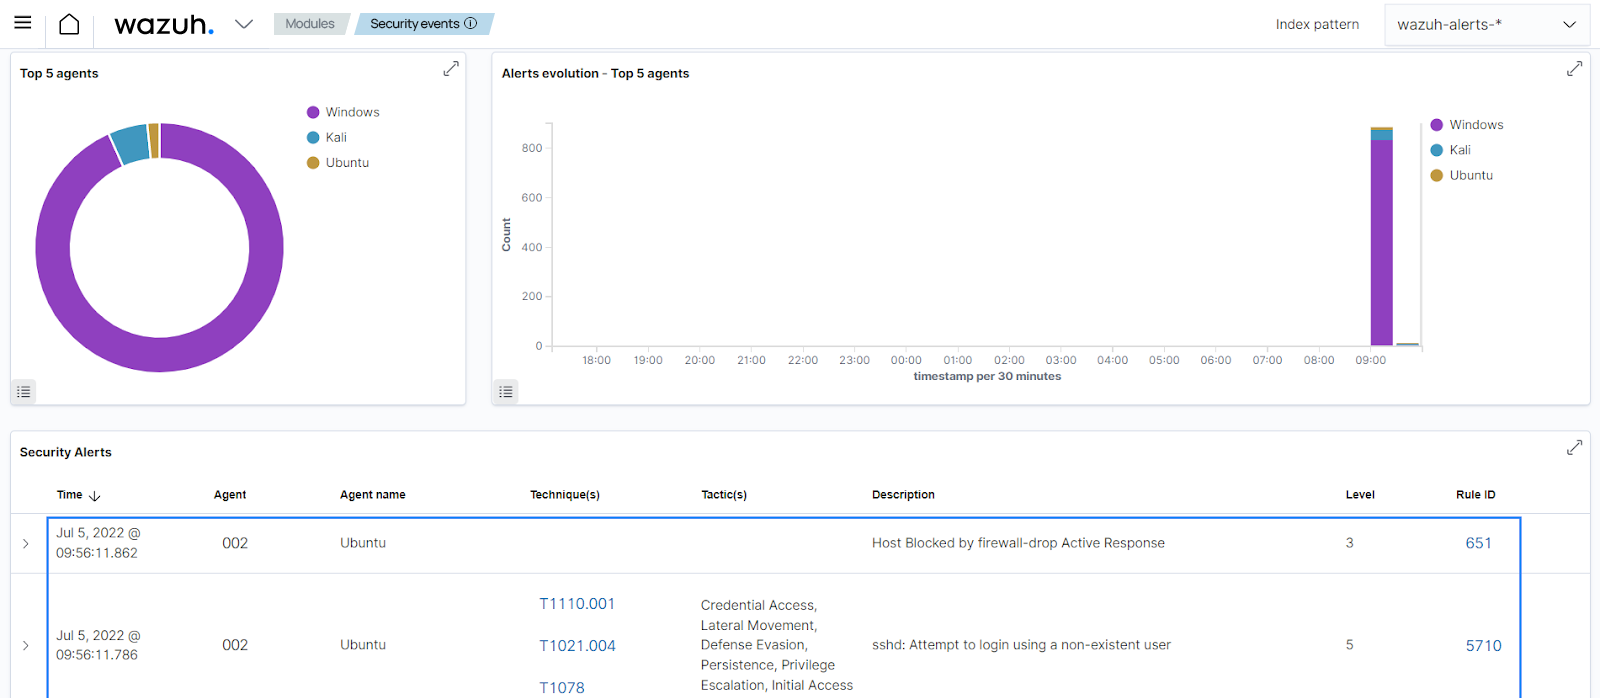 wazuh.
Modules
Security events
Index pattern
wazuh-alerts-*
Top 5 agents
Windows
Kali
Ubuntu
Alerts evolution - Top 5 agents
800
600
400
200
0
Count
18:00 19:00 20:00 21:00 22:00 23:00 00:00 01:00 02:00 03:00 04:00 05:00 06:00 07:00 08:00 09:00
timestamp per 30 minutes
Windows
Kali
Ubuntu
Security Alerts
Time Agent Agent name Technique(s) Tactic(s) Description Level Rule ID
Jul 5, 2022 @
09:56:11.862
002 Ubuntu Host Blocked by firewall-drop Active Response 3 651
Jul 5, 2022 @
09:56:11.786
002 Ubuntu
T1110.001
T1021.004
T1078
Credential Access,
Lateral Movement,
Defense Evasion,
Persistence, Privilege
Escalation, Initial Access
sshd: Attempt to login using a non-existent user 5 5710